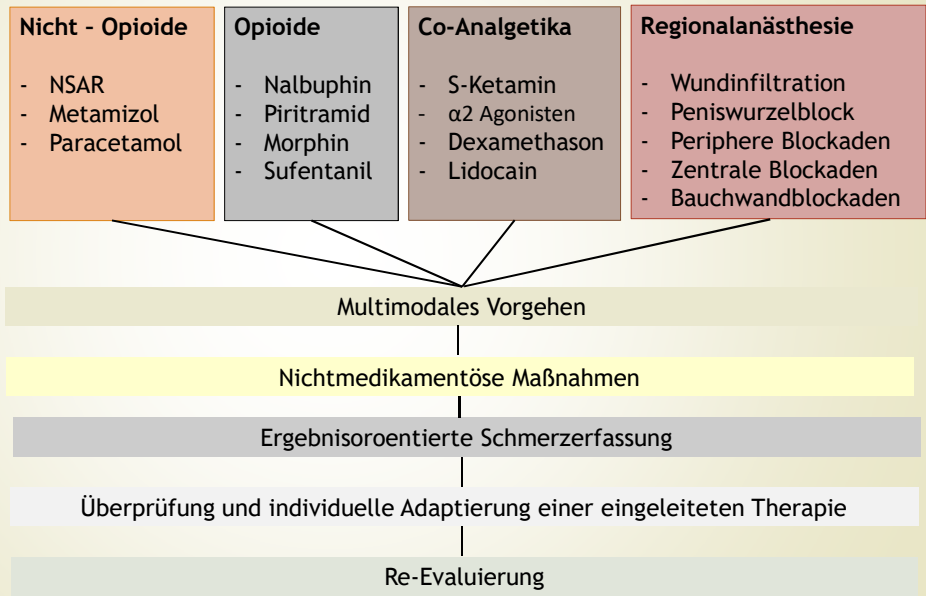 Nicht – Opioide
- NSAR
- Metamizol
- Paracetamol
Opioide
- Nalbuphin
- Piritramid
- Morphin
- Sufentanil
Co-Analgetika
- S-Ketamin
- α2 Agonisten
- Dexamethason
- Lidocain
Regionalanästhesie
- Wundinfiltration
- Peniswurzelblock
- Periphere Blockaden
- Zentrale Blockaden
- Bauchwandblockaden
Multimodales Vorgehen
Nichtmedikamentöse Maßnahmen
Ergebnisoroentierte Schmerzerfassung
Überprüfung und individuelle Adaptierung einer eingeleiteten Therapie
Re-Evaluierung